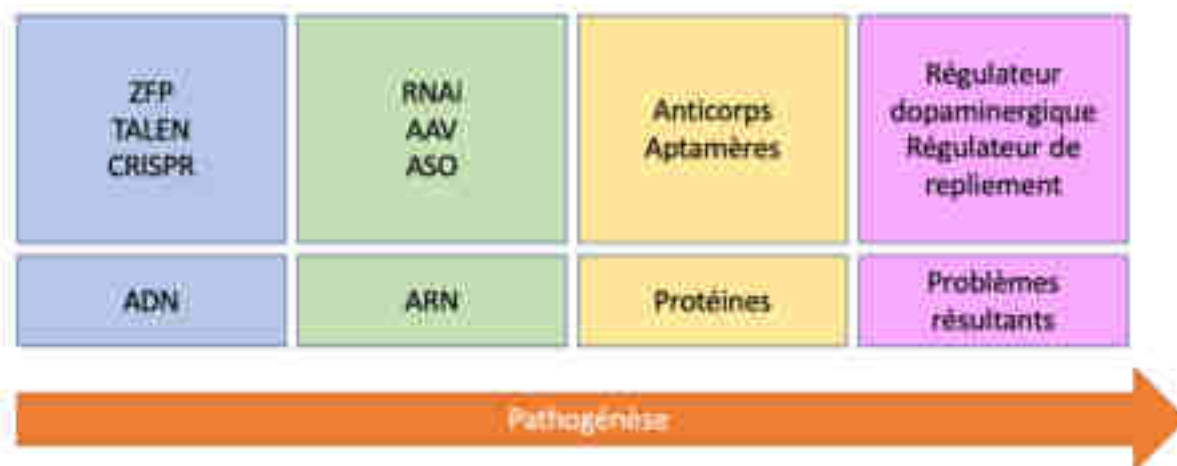 ZFP
TALEN
CRISPR
RNAi
AAV
ASO
Anticorps
Aptamères
Régulateur
dopaminergique
Régulateur de
repliement
ADN
ARN
Protéines
Problèmes
résultants
Pathogénèse